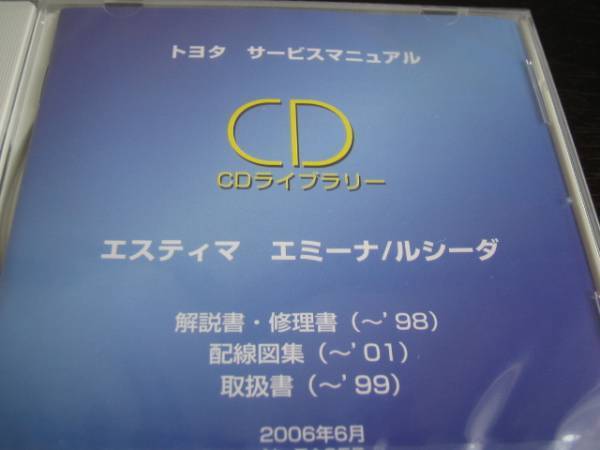 トヨタ　サービスマニュアル
CD
CDライブラリー
エスティマ　エミーナ/ルシーダ
解説書・修理書（～’98）
配線図集（～’01）
取扱書（～’99）
2006年6月